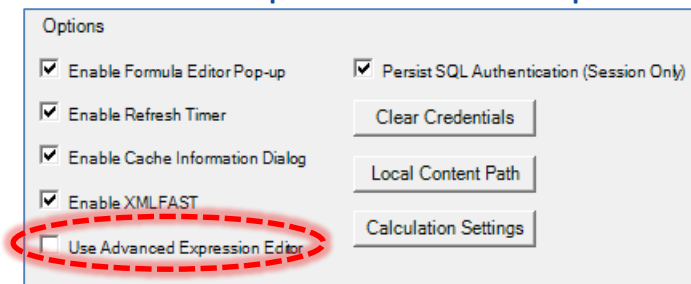 Options
Enable Formula Editor Pop-up
Persist SQL Authentication (Session Only)
Enable Refresh Timer
Clear Credentials
Enable Cache Information Dialog
Local Content Path
Enable XMLFAST
Calculation Settings
Use Advanced Expression Editor